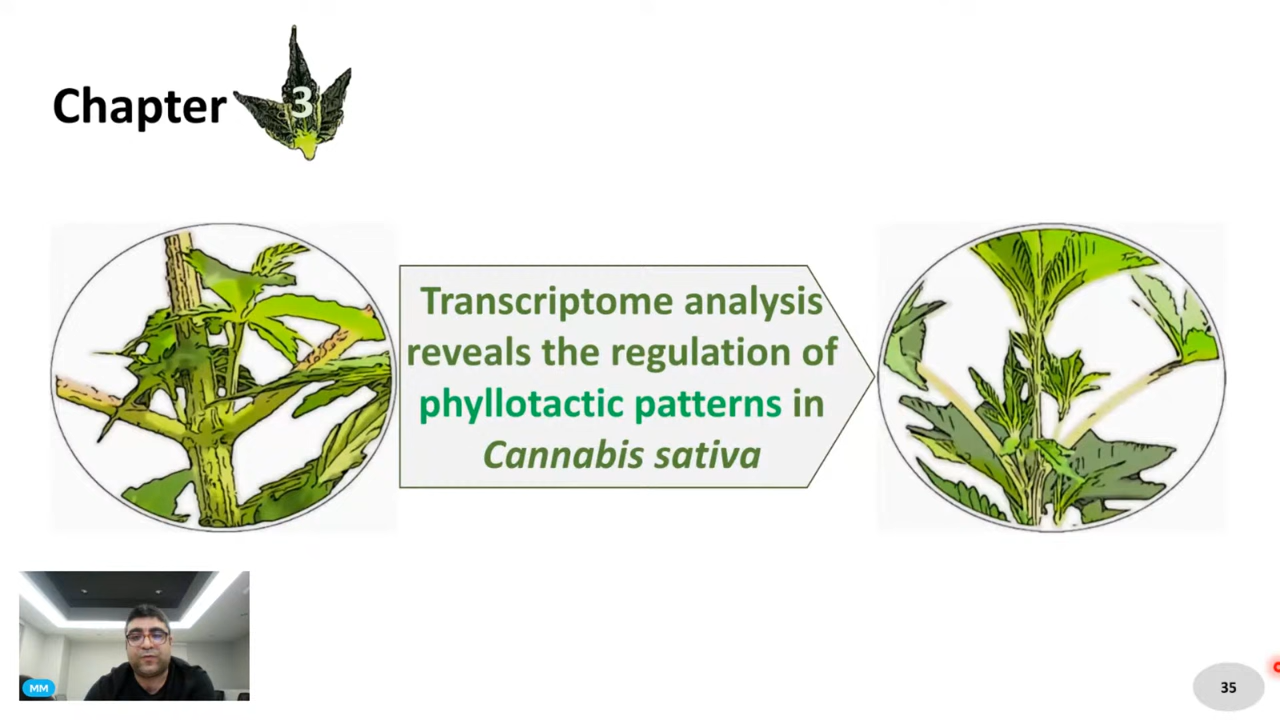 Chapter 3
Transcriptome analysis
reveals the regulation of
phyllotactic patterns in
Cannabis sativa
MM
35